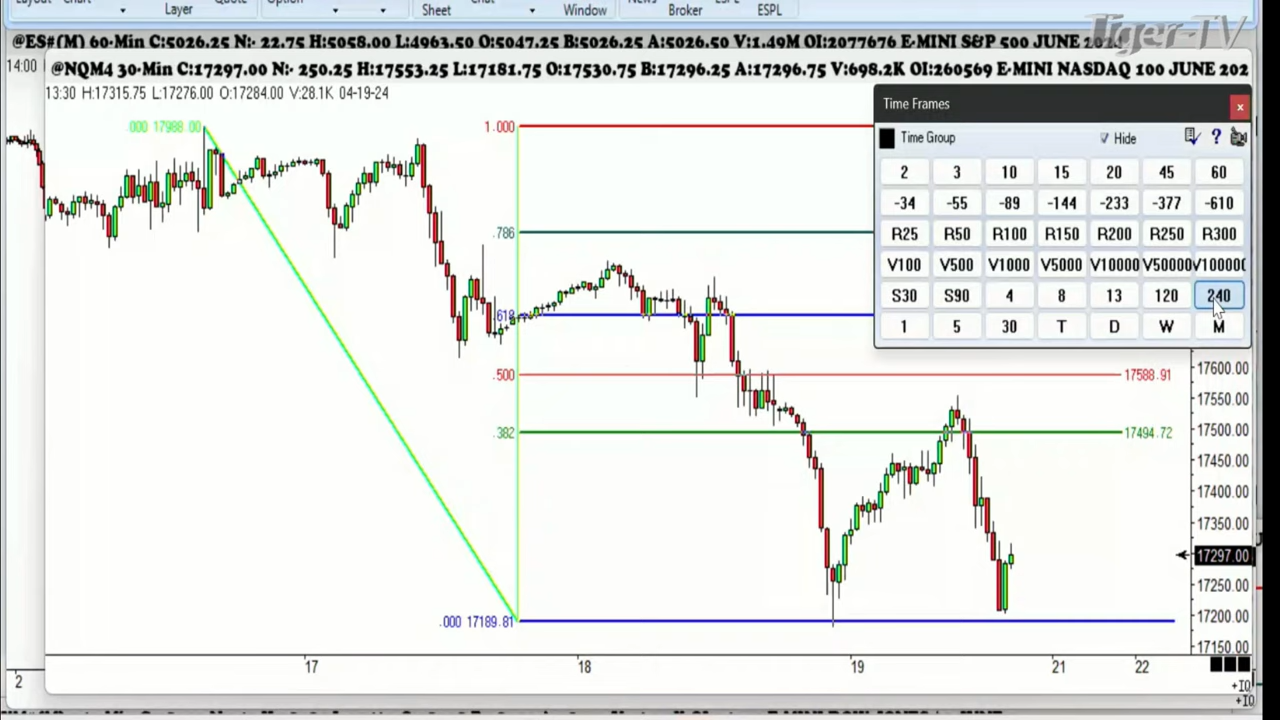 Layer
Sheet
Window
Broker
ESPL
Tiger-TV
@ES#(M) 60-Min C:5026.25 N:- 22.75 H:5058.00 L:4963.50 O:5047.25 B:5026.25 A:5026.50 V:1.49M OI:2077676 E-MINI S&P 500 JUNE
14:00
@NQM4 30-Min C:17297.00 N:- 250.25 H:17553.25 L:17181.75 O:17530.75 B:17296.25 A:17296.75 V:698.2K OI:260569 E-MINI NASDAQ 100 JUNE 202
13:30 H:17315.75 L:17276.00 O:17284.00 V:28.1K 04-19-24
Time Frames
x
Time Group
Hide
?
2 3 10 15 20 45 60
-34 -55 -89 -144 -233 -377 -610
R25 R50 R100 R150 R200 R250 R300
V100 V500 V1000 V5000 V10000 V50000 V100000
S30 S90 4 8 13 120 240
1 5 30 T D W M
.000 17988.00
1.000
.786
.618
.500
17588.91
.382
17494.72
.000 17189.81
17600.00
17550.00
17500.00
17450.00
17400.00
17350.00
17297.00
17250.00
17200.00
17150.00
17 18 19 21 22
2
+10
+10